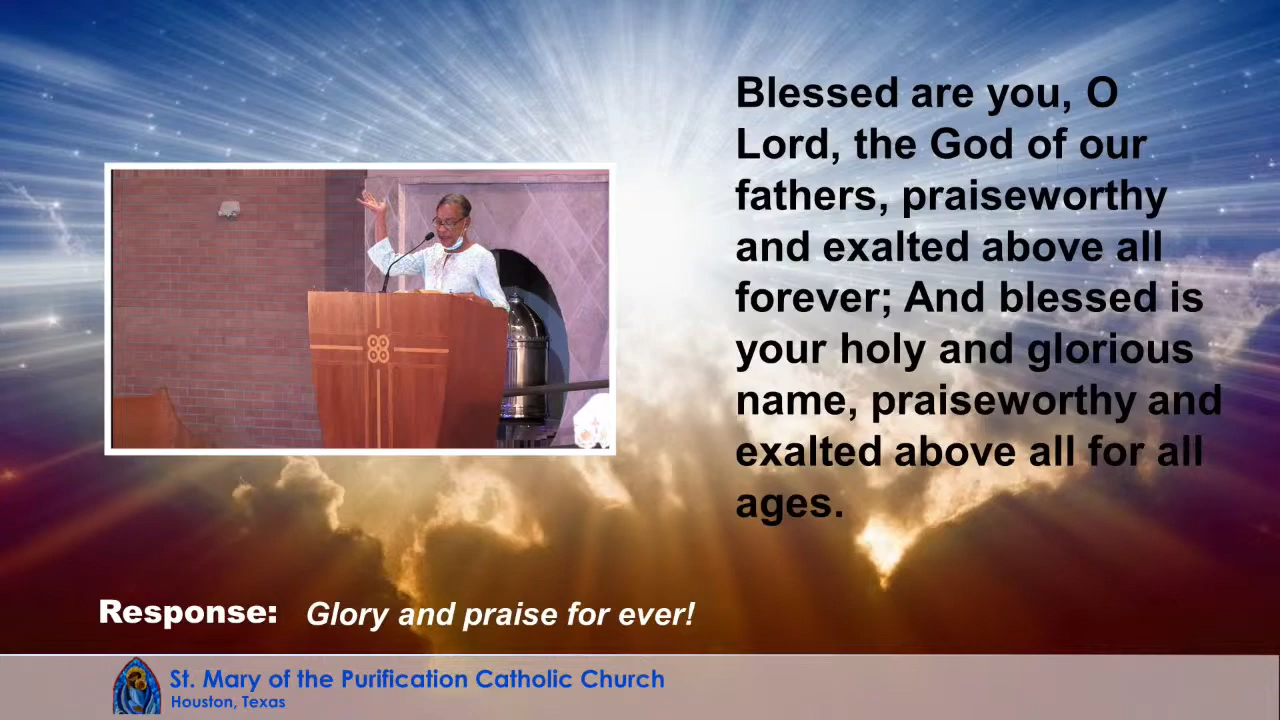 Blessed are you, O
Lord, the God of our
fathers, praiseworthy
and exalted above all
forever; And blessed is
your holy and glorious
name, praiseworthy and
exalted above all for all
ages.
Response: Glory and praise for ever!
St. Mary of the Purification Catholic Church
Houston, Texas